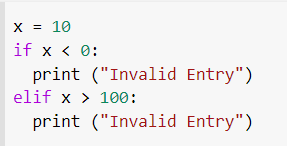 x = 10
if x < 0:
  print ("Invalid Entry")
elif x > 100:
  print ("Invalid Entry")